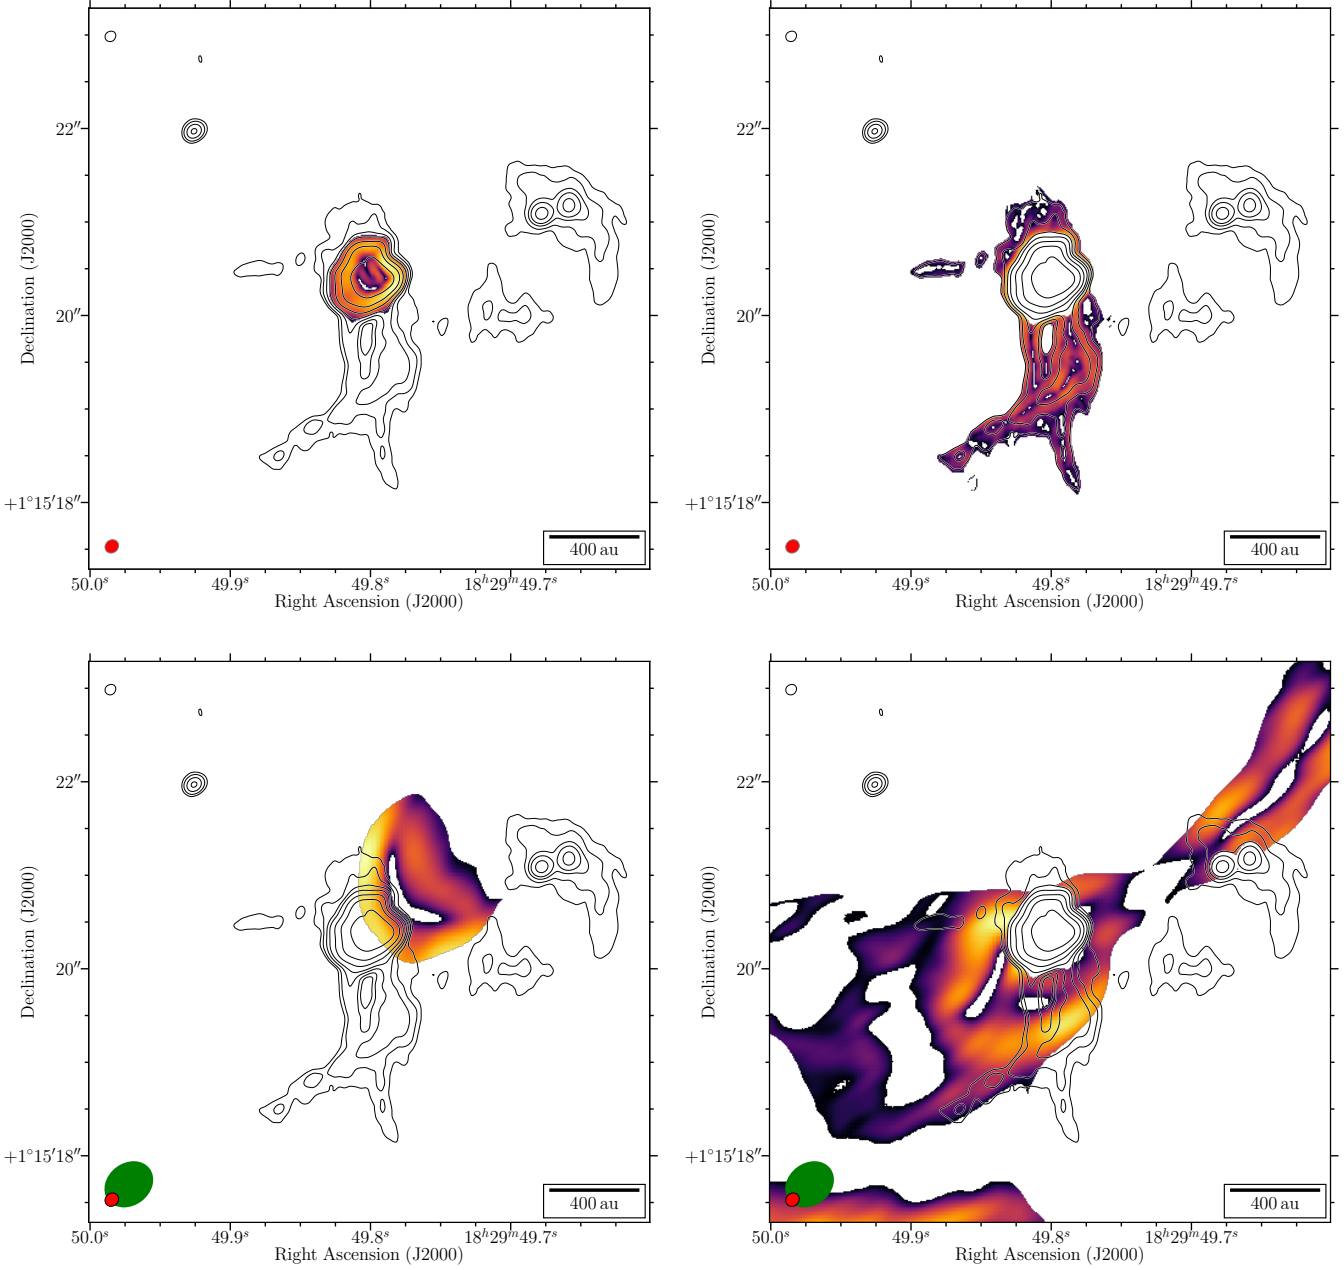 22″
20″
+1°15′18″
Declination (J2000)
400 au
50.0ˢ 49.9ˢ 49.8ˢ 18ʰ29ᵐ49.7ˢ
Right Ascension (J2000)
22″
20″
+1°15′18″
Declination (J2000)
400 au
50.0ˢ 49.9ˢ 49.8ˢ 18ʰ29ᵐ49.7ˢ
Right Ascension (J2000)
22″
20″
+1°15′18″
Declination (J2000)
400 au
50.0ˢ 49.9ˢ 49.8ˢ 18ʰ29ᵐ49.7ˢ
Right Ascension (J2000)
22″
20″
+1°15′18″
Declination (J2000)
400 au
50.0ˢ 49.9ˢ 49.8ˢ 18ʰ29ᵐ49.7ˢ
Right Ascension (J2000)